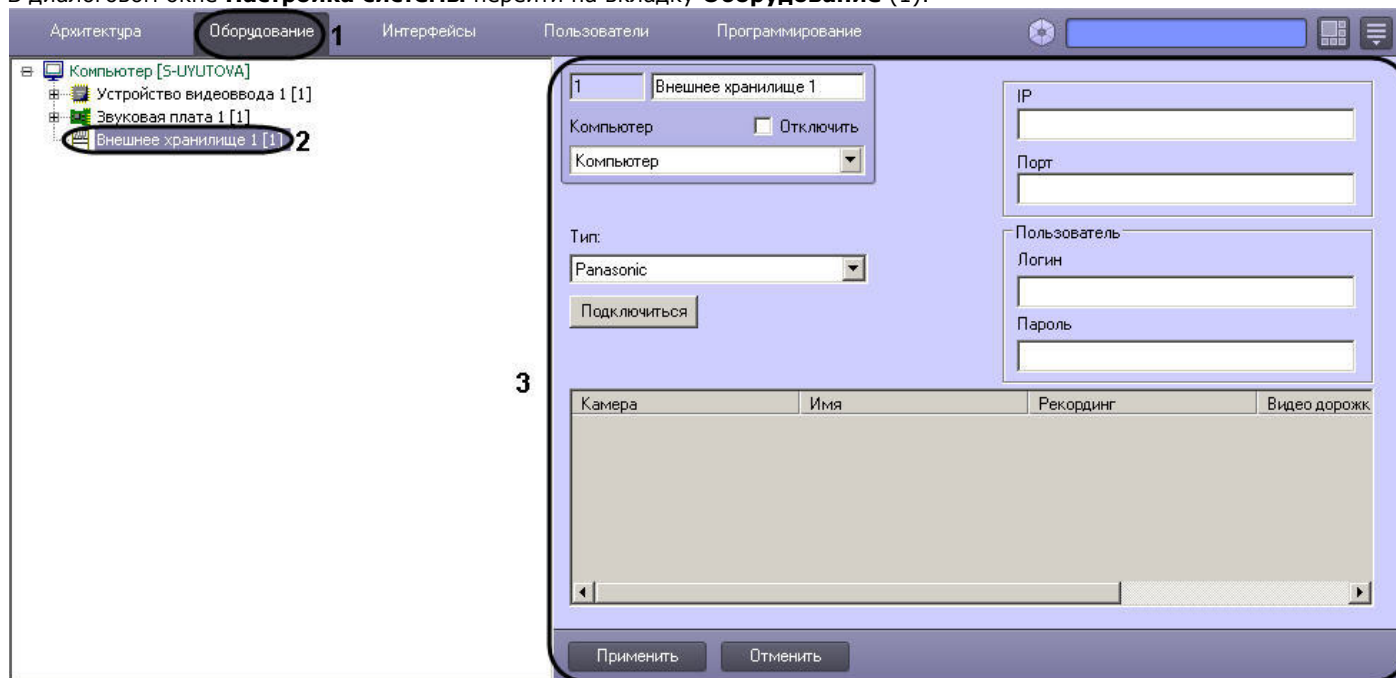 В диалоговом окне Настройка системы перейти на вкладку Оборудование (1).
Архитектура Оборудование 1 Интерфейсы Пользователи Программирование
Компьютер [S-UYUTOVA]
Устройство видеоввода 1 [1]
Звуковая плата 1 [1]
Внешнее хранилище 1 [1] 2
3
1 Внешнее хранилище 1
Компьютер Отключить
Компьютер
IP
Порт
Тип:
Panasonic
Подключиться
Пользователь
Логин
Пароль
Камера Имя Рекординг Видео дорожк
Применить Отменить